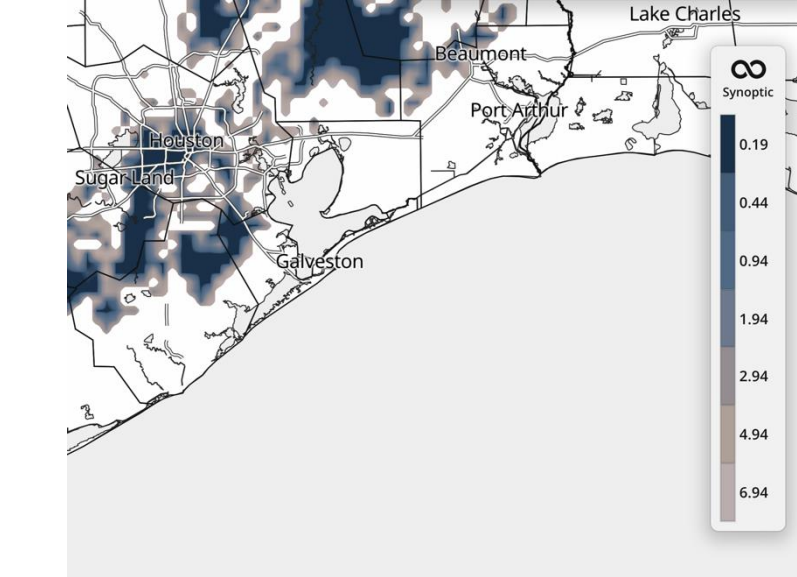 Lake Charles
Beaumont
Synoptic
Port Arthur
0.19
Houston
Sugar Land
0.44
Galveston
0.94
1.94
2.94
4.94
6.94